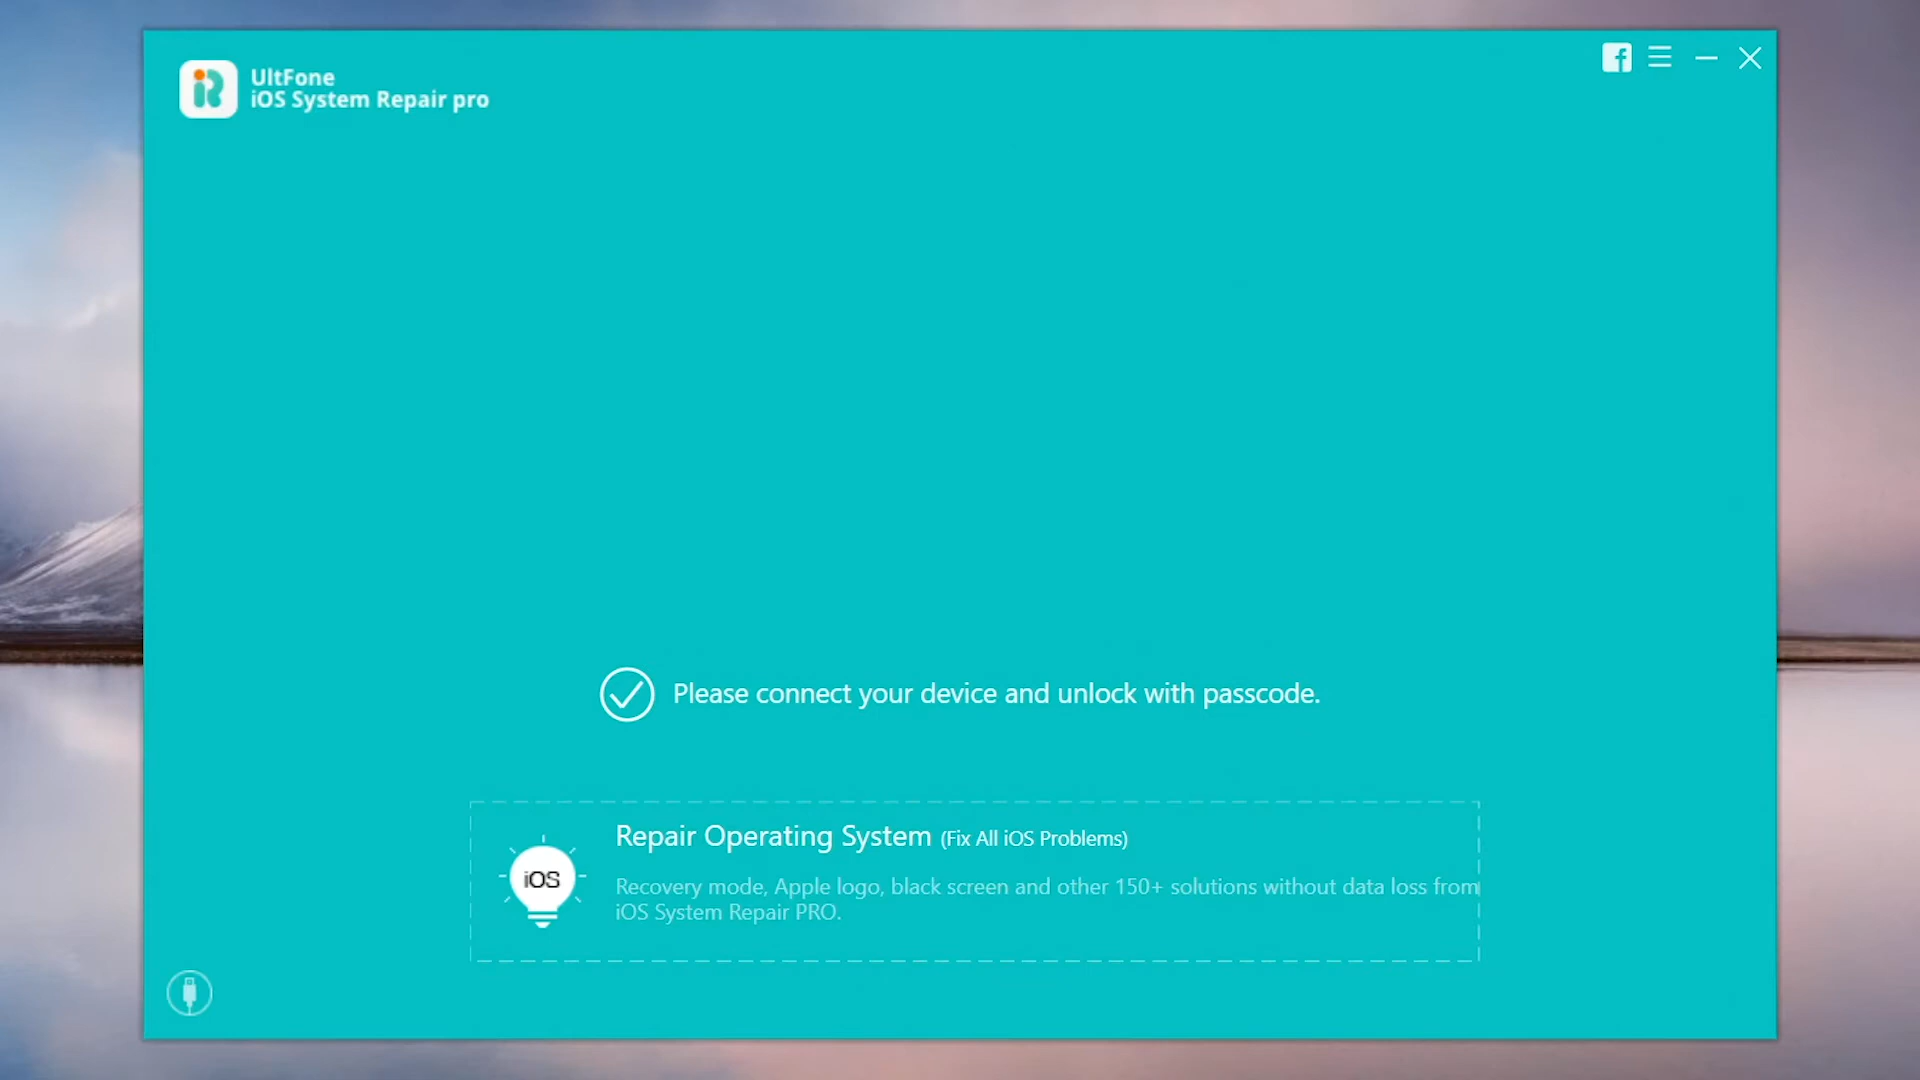 UltFone
iOS System Repair pro
Please connect your device and unlock with passcode.
Repair Operating System (Fix All iOS Problems)
iOS
Recovery mode, Apple logo, black screen and other 150+ solutions without data loss from
iOS System Repair PRO.